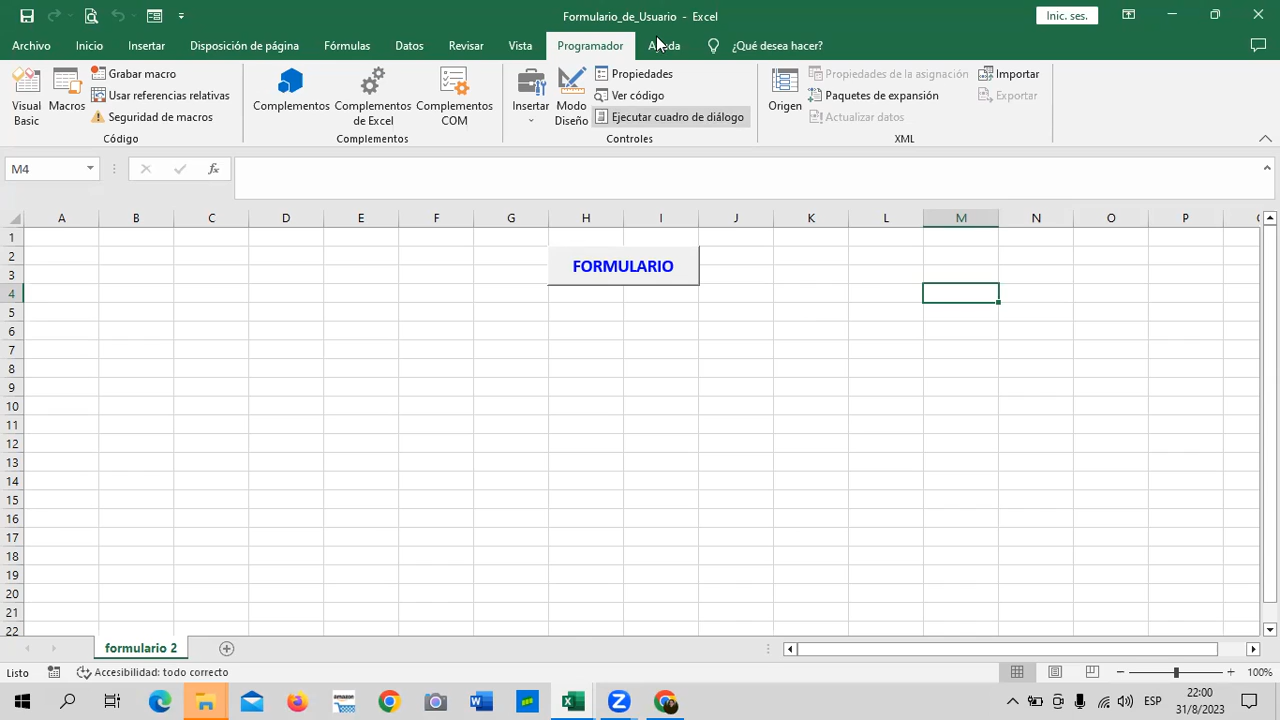 Formulario_de_Usuario - Excel
Inic. ses.
Archivo Inicio Insertar Disposición de página Fórmulas Datos Revisar Vista Programador ¿Qué desea hacer?
Visual Basic
Macros
Grabar macro
Usar referencias relativas
Seguridad de macros
Código
Complementos
Complementos de Excel
Complementos COM
Complementos
Insertar
Modo Diseño
Propiedades
Ver código
Ejecutar cuadro de diálogo
Controles
Origen
Propiedades de la asignación
Paquetes de expansión
Actualizar datos
Importar
Exportar
XML
M4
fx
A B C D E F G H I J K L M N O P
1
2
3
4
5
6
7
8
9
10
11
12
13
14
15
16
17
18
19
20
21
22
FORMULARIO
formulario 2
Listo
Accesibilidad: todo correcto
100%
amazon
ESP
22:00
31/8/2023